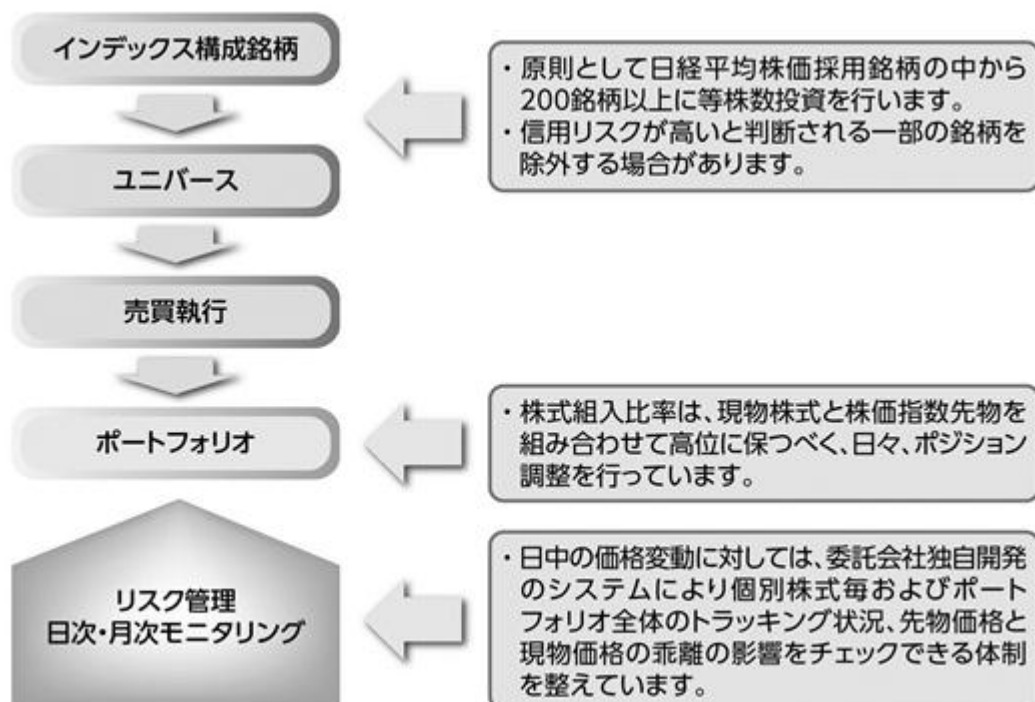 インデックス構成銘柄
・原則として日経平均株価採用銘柄の中から
200銘柄以上に等株数投資を行います。
・信用リスクが高いと判断される一部の銘柄を
除外する場合があります。
ユニバース
売買執行
ポートフォリオ
・株式組入比率は、現物株式と株価指数先物を
組み合わせて高位に保つべく、日々、ポジション
調整を行っています。
リスク管理
日次・月次モニタリング
・日中の価格変動に対しては、委託会社独自開発
のシステムにより個別株式毎およびポート
フォリオ全体のトラッキング状況、先物価格と
現物価格の乖離の影響をチェックできる体制
を整えています。